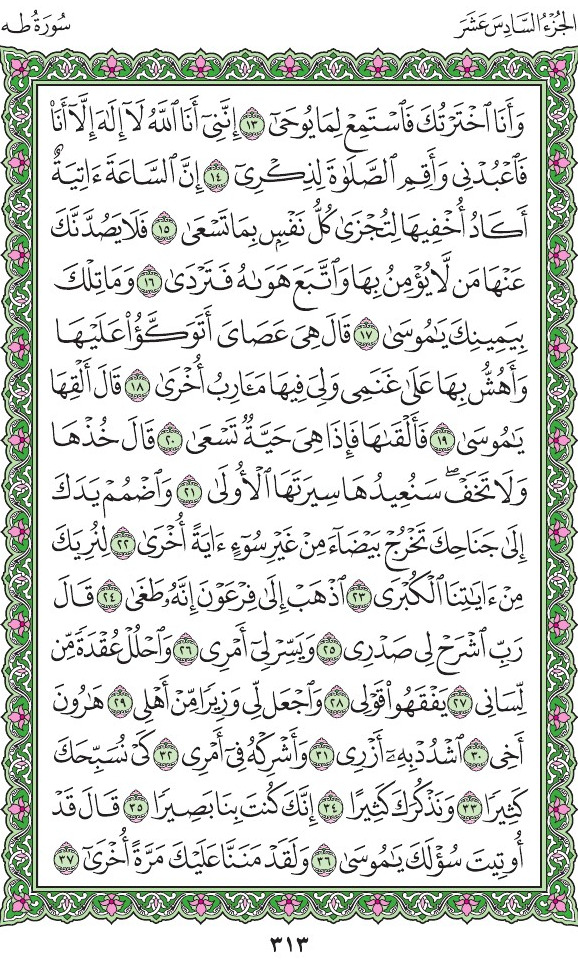 الجُزْءُ السَّادِسَ عَشَرَ
سُورَةُ طه
وَأَنَا ٱخْتَرْتُكَ فَٱسْتَمِعْ لِمَا يُوحَىٰٓ ١٣ إِنَّنِيٓ أَنَا ٱللَّهُ لَآ إِلَٰهَ إِلَّآ أَنَا۠
فَٱعْبُدْنِي وَأَقِمِ ٱلصَّلَوٰةَ لِذِكْرِيٓ ١٤ إِنَّ ٱلسَّاعَةَ ءَاتِيَةٌ
أَكَادُ أُخْفِيهَا لِتُجْزَىٰ كُلُّ نَفْسِۭ بِمَا تَسْعَىٰ ١٥ فَلَا يَصُدَّنَّكَ
عَنْهَا مَن لَّا يُؤْمِنُ بِهَا وَٱتَّبَعَ هَوَىٰهُ فَتَرْدَىٰ ١٦ وَمَا تِلْكَ
بِيَمِينِكَ يَٰمُوسَىٰ ١٧ قَالَ هِيَ عَصَايَ أَتَوَكَّؤُا۟ عَلَيْهَا
وَأَهُشُّ بِهَا عَلَىٰ غَنَمِي وَلِيَ فِيهَا مَـَٔارِبُ أُخْرَىٰ ١٨ قَالَ أَلْقِهَا
يَٰمُوسَىٰ ١٩ فَأَلْقَىٰهَا فَإِذَا هِيَ حَيَّةٌ تَسْعَىٰ ٢٠ قَالَ خُذْهَا
وَلَا تَخَفْ ۖ سَنُعِيدُهَا سِيرَتَهَا ٱلْأُولَىٰ ٢١ وَٱضْمُمْ يَدَكَ
إِلَىٰ جَنَاحِكَ تَخْرُجْ بَيْضَآءَ مِنْ غَيْرِ سُوٓءٍ ءَايَةً أُخْرَىٰ ٢٢ لِنُرِيَكَ
مِنْ ءَايَٰتِنَا ٱلْكُبْرَى ٢٣ ٱذْهَبْ إِلَىٰ فِرْعَوْنَ إِنَّهُۥ طَغَىٰ ٢٤ قَالَ
رَبِّ ٱشْرَحْ لِي صَدْرِي ٢٥ وَيَسِّرْ لِيٓ أَمْرِي ٢٦ وَٱحْلُلْ عُقْدَةً مِّن
لِّسَانِي ٢٧ يَفْقَهُوا۟ قَوْلِي ٢٨ وَٱجْعَل لِّي وَزِيرًا مِّنْ أَهْلِي ٢٩ هَٰرُونَ
أَخِي ٣٠ ٱشْدُدْ بِهِۦٓ أَزْرِي ٣١ وَأَشْرِكْهُ فِيٓ أَمْرِي ٣٢ كَيْ نُسَبِّحَكَ
كَثِيرًا ٣٣ وَنَذْكُرَكَ كَثِيرًا ٣٤ إِنَّكَ كُنتَ بِنَا بَصِيرًا ٣٥ قَالَ قَدْ
أُوتِيتَ سُؤْلَكَ يَٰمُوسَىٰ ٣٦ وَلَقَدْ مَنَنَّا عَلَيْكَ مَرَّةً أُخْرَىٰٓ ٣٧
٣١٣